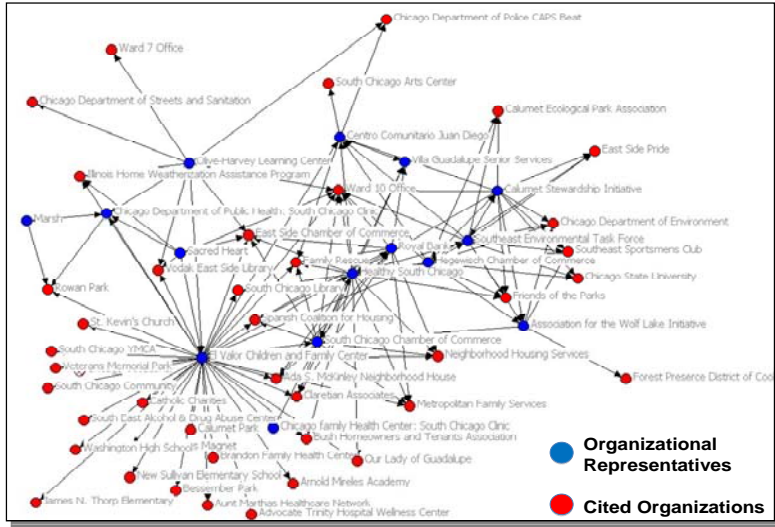 Chicago Department of Police CAPS Beat
Ward 7 Office
South Chicago Arts Center
Chicago Department of Streets and Sanitation
Calumet Ecological Park Association
Centro Comunitario Juan Diego
East Side Pride
Olive-Harvey Learning Center
Villa Guadalupe Senior Services
Illinois Home Weatherization Assistance Program
Ward 10 Office
Calumet Stewardship Initiative
Marsh
Chicago Department of Public Health, South Chicago Clinic
Chicago Department of Environment
East Side Chamber of Commerce
Southeast Environmental Task Force
Sacred Heart
Royal Bank
Southeast Sportsmens Club
Vodak East Side Library
Family Rescue
Hegewisch Chamber of Commerce
Healthy South Chicago
Chicago State University
Rowan Park
South Chicago Library
Friends of the Parks
St. Kevin's Church
Spanish Coalition for Housing
Association for the Wolf Lake Initiative
South Chicago Chamber of Commerce
South Chicago YMCA
El Valor Children and Family Center
Neighborhood Housing Services
Veterans Memorial Park
Ada S. McKinley Neighborhood House
Forest Preserce District of Coo
South Chicago Community
Claretian Associates
Catholic Charities
Metropolitan Family Services
South East Alcohol & Drug Abuse Center
Calumet Park
Chicago family Health Center: South Chicago Clinic
Bush Homeowners and Tenants Association
Washington High School
Magnet
Brandon Family Health Center
Our Lady of Guadalupe
New Sullivan Elementary School
Arnold Mireles Academy
Bessember Park
James N. Thorp Elementary
Aunt Marthas Healthcare Network
Advocate Trinity Hospital Wellness Center
Organizational
Representatives
Cited Organizations